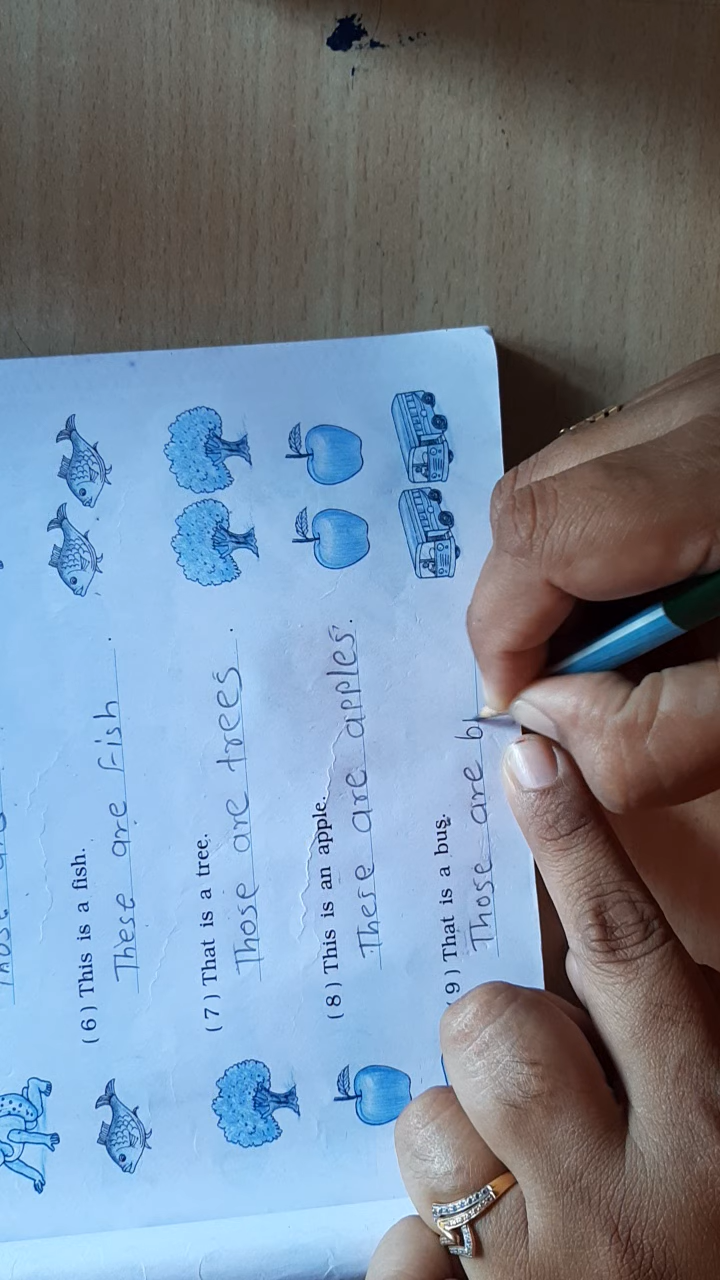 (6) This is a fish.
These are fish.
(7) That is a tree.
Those are trees.
(8) This is an apple.
These are apples.
9) That is a bus.
Those are b